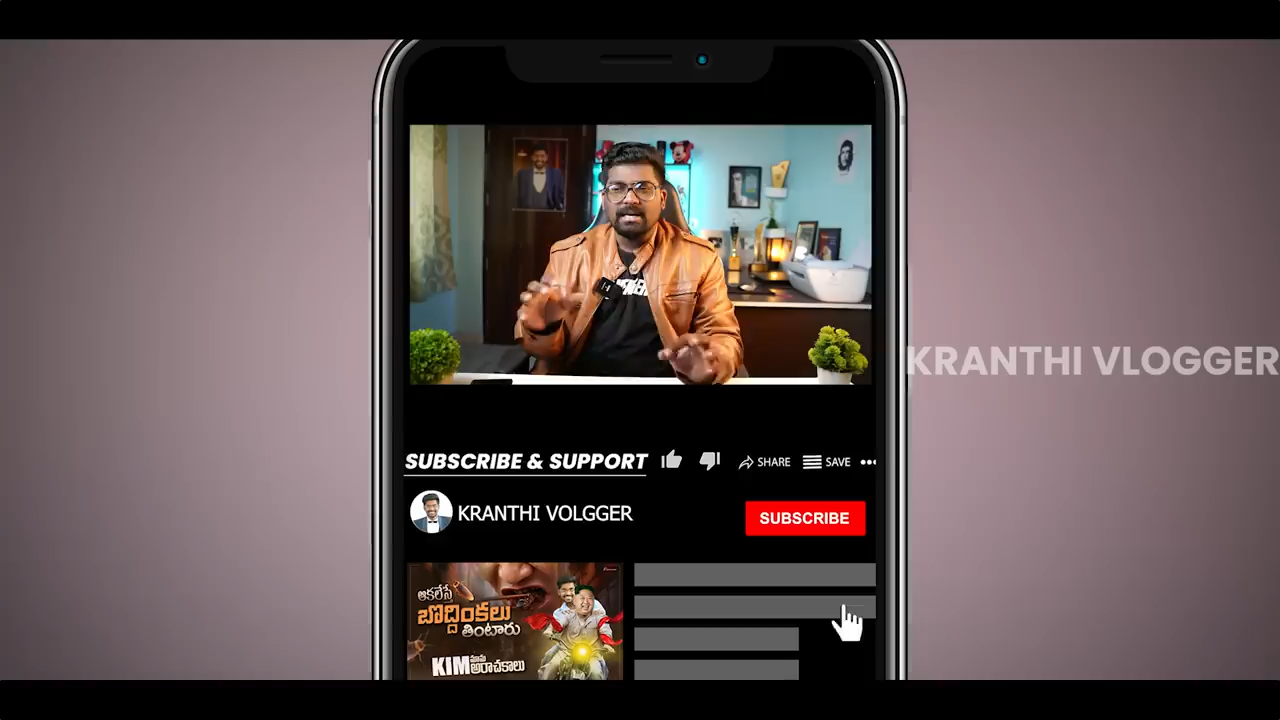 KRANTHI VLOGGER
SUBSCRIBE & SUPPORT
SHARE
SAVE
KRANTHI VOLGGER
SUBSCRIBE
ఆకలేస్తే
బొద్దింకలు
తింటారు
KIM మామ
అరాచకాలు